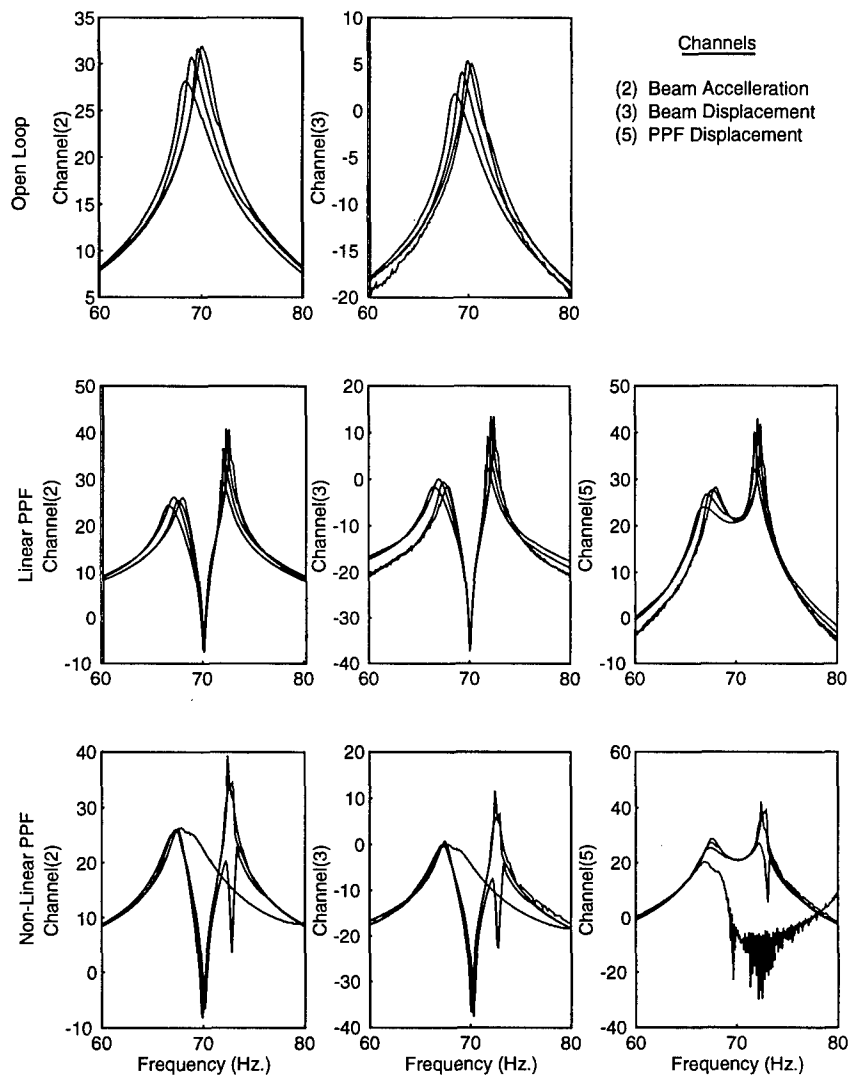 Channels
(2) Beam Accelleration
(3) Beam Displacement
(5) PPF Displacement
Open Loop
Channel(2)
35
30
25
20
15
10
5
60 70 80
Channel(3)
10
5
0
-5
-10
-15
-20
60 70 80
Linear PPF
Channel(2)
50
40
30
20
10
0
-10
60 70 80
Channel(3)
20
10
0
-10
-20
-30
-40
60 70 80
Channel(5)
50
40
30
20
10
0
-10
60 70 80
Non-Linear PPF
Channel(2)
40
30
20
10
0
-10
60 70 80
Frequency (Hz.)
Channel(3)
20
10
0
-10
-20
-30
-40
60 70 80
Frequency (Hz.)
Channel(5)
60
40
20
0
-20
-40
60 70 80
Frequency (Hz.)